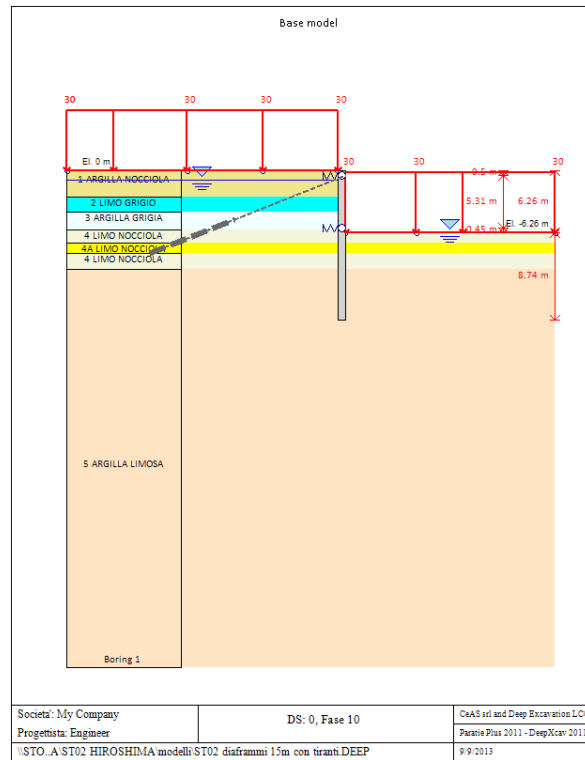 Base model
30 30 30 30 30
El. 0 m
30 30 30
1 ARGILLA NOCCIOLA
0.5 m
2 LIMO GRIGIO
5.31 m 6.26 m
3 ARGILLA GRIGIA
El. -6.26 m
0.45 m
4 LIMO NOCCIOLA
4A LIMO NOCCIOLA
4 LIMO NOCCIOLA
8.74 m
5 ARGILLA LIMOSA
Boring 1
Societa': My Company
Progettista: Engineer
DS: 0, Fase 10
CeAS srl and Deep Excavation LC
Paratie Plus 2011 - DeepXcav 2011
\\STO..A\ST02 HIROSHIMA\modelli\ST02 diaframmi 15m con tiranti.DEEP
9/9/2013